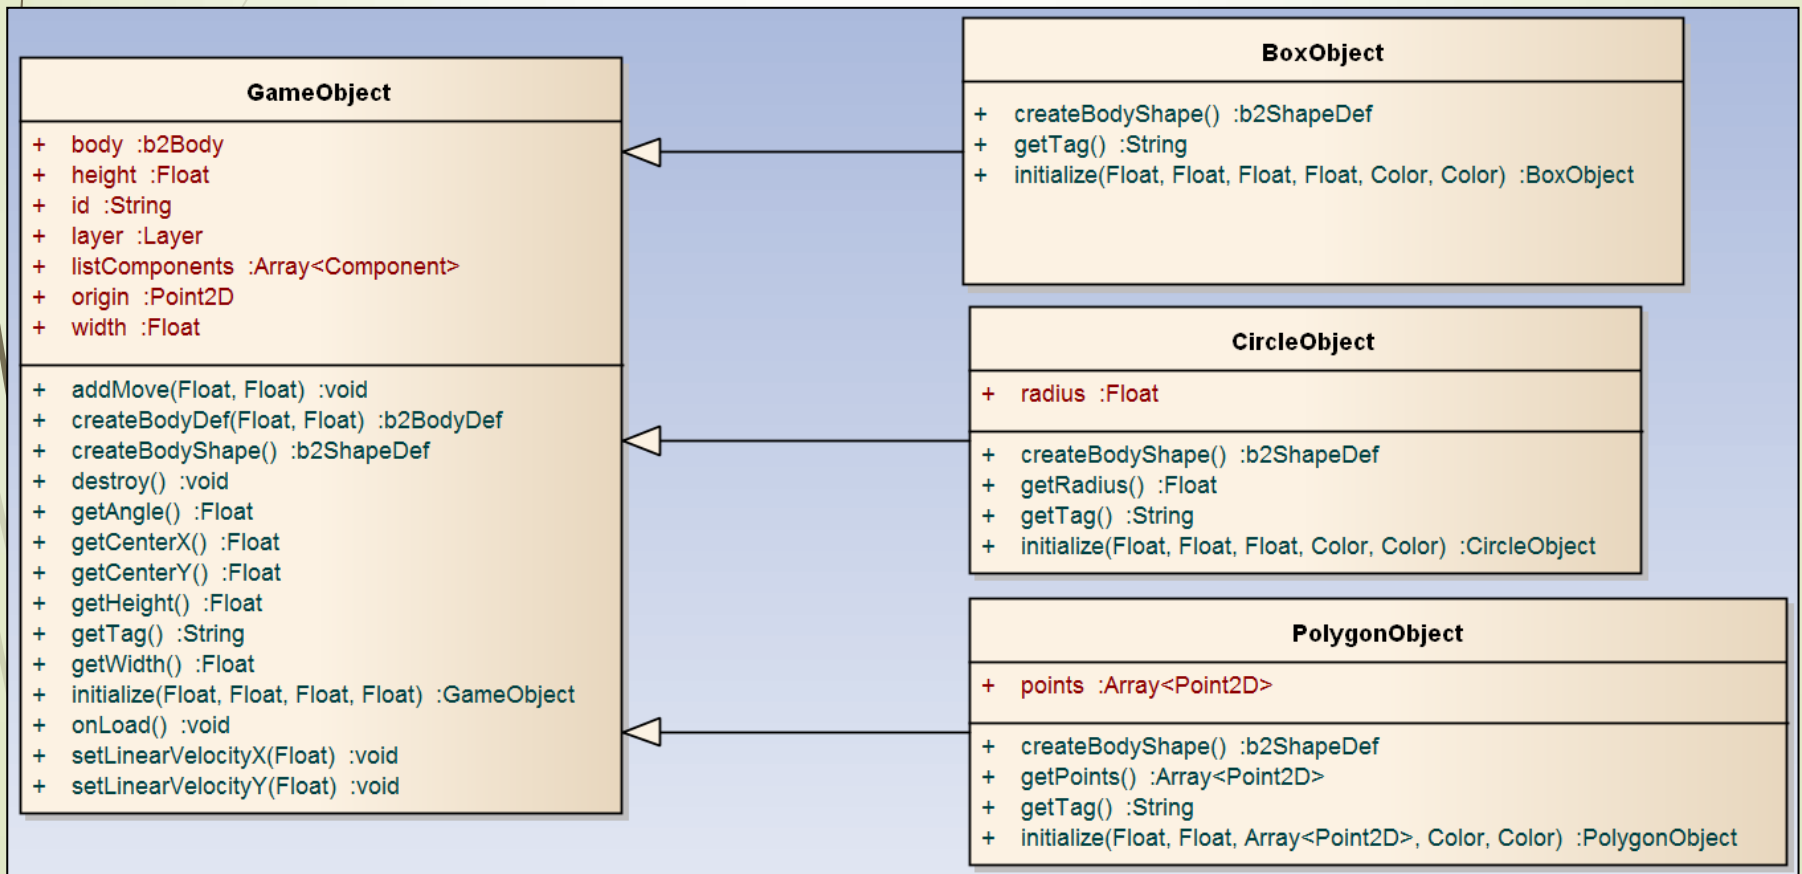 GameObject
+ body :b2Body
+ height :Float
+ id :String
+ layer :Layer
+ listComponents :Array<Component>
+ origin :Point2D
+ width :Float
+ addMove(Float, Float) :void
+ createBodyDef(Float, Float) :b2BodyDef
+ createBodyShape() :b2ShapeDef
+ destroy() :void
+ getAngle() :Float
+ getCenterX() :Float
+ getCenterY() :Float
+ getHeight() :Float
+ getTag() :String
+ getWidth() :Float
+ initialize(Float, Float, Float, Float) :GameObject
+ onLoad() :void
+ setLinearVelocityX(Float) :void
+ setLinearVelocityY(Float) :void
BoxObject
+ createBodyShape() :b2ShapeDef
+ getTag() :String
+ initialize(Float, Float, Float, Float, Color, Color) :BoxObject
CircleObject
+ radius :Float
+ createBodyShape() :b2ShapeDef
+ getRadius() :Float
+ getTag() :String
+ initialize(Float, Float, Float, Color, Color) :CircleObject
PolygonObject
+ points :Array<Point2D>
+ createBodyShape() :b2ShapeDef
+ getPoints() :Array<Point2D>
+ getTag() :String
+ initialize(Float, Float, Array<Point2D>, Color, Color) :PolygonObject